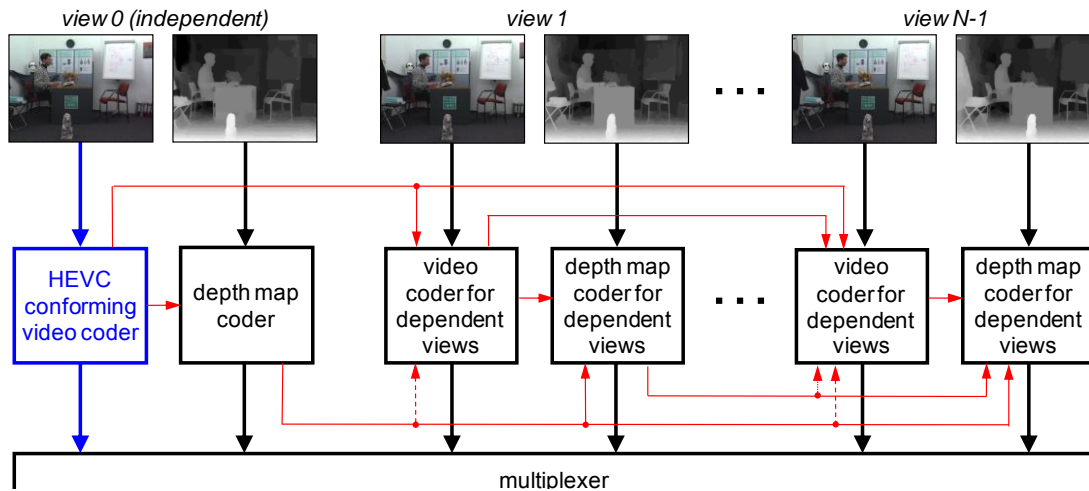 view 0 (independent)
view 1
view N-1
HEVC
conforming
video coder
depth map
coder
video
coder for
dependent
views
depth map
coder for
dependent
views
video
coder for
dependent
views
depth map
coder for
dependent
views
multiplexer